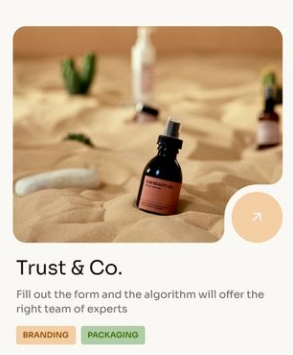 Trust & Co.
Fill out the form and the algorithm will offer the
right team of experts
BRANDING
PACKAGING